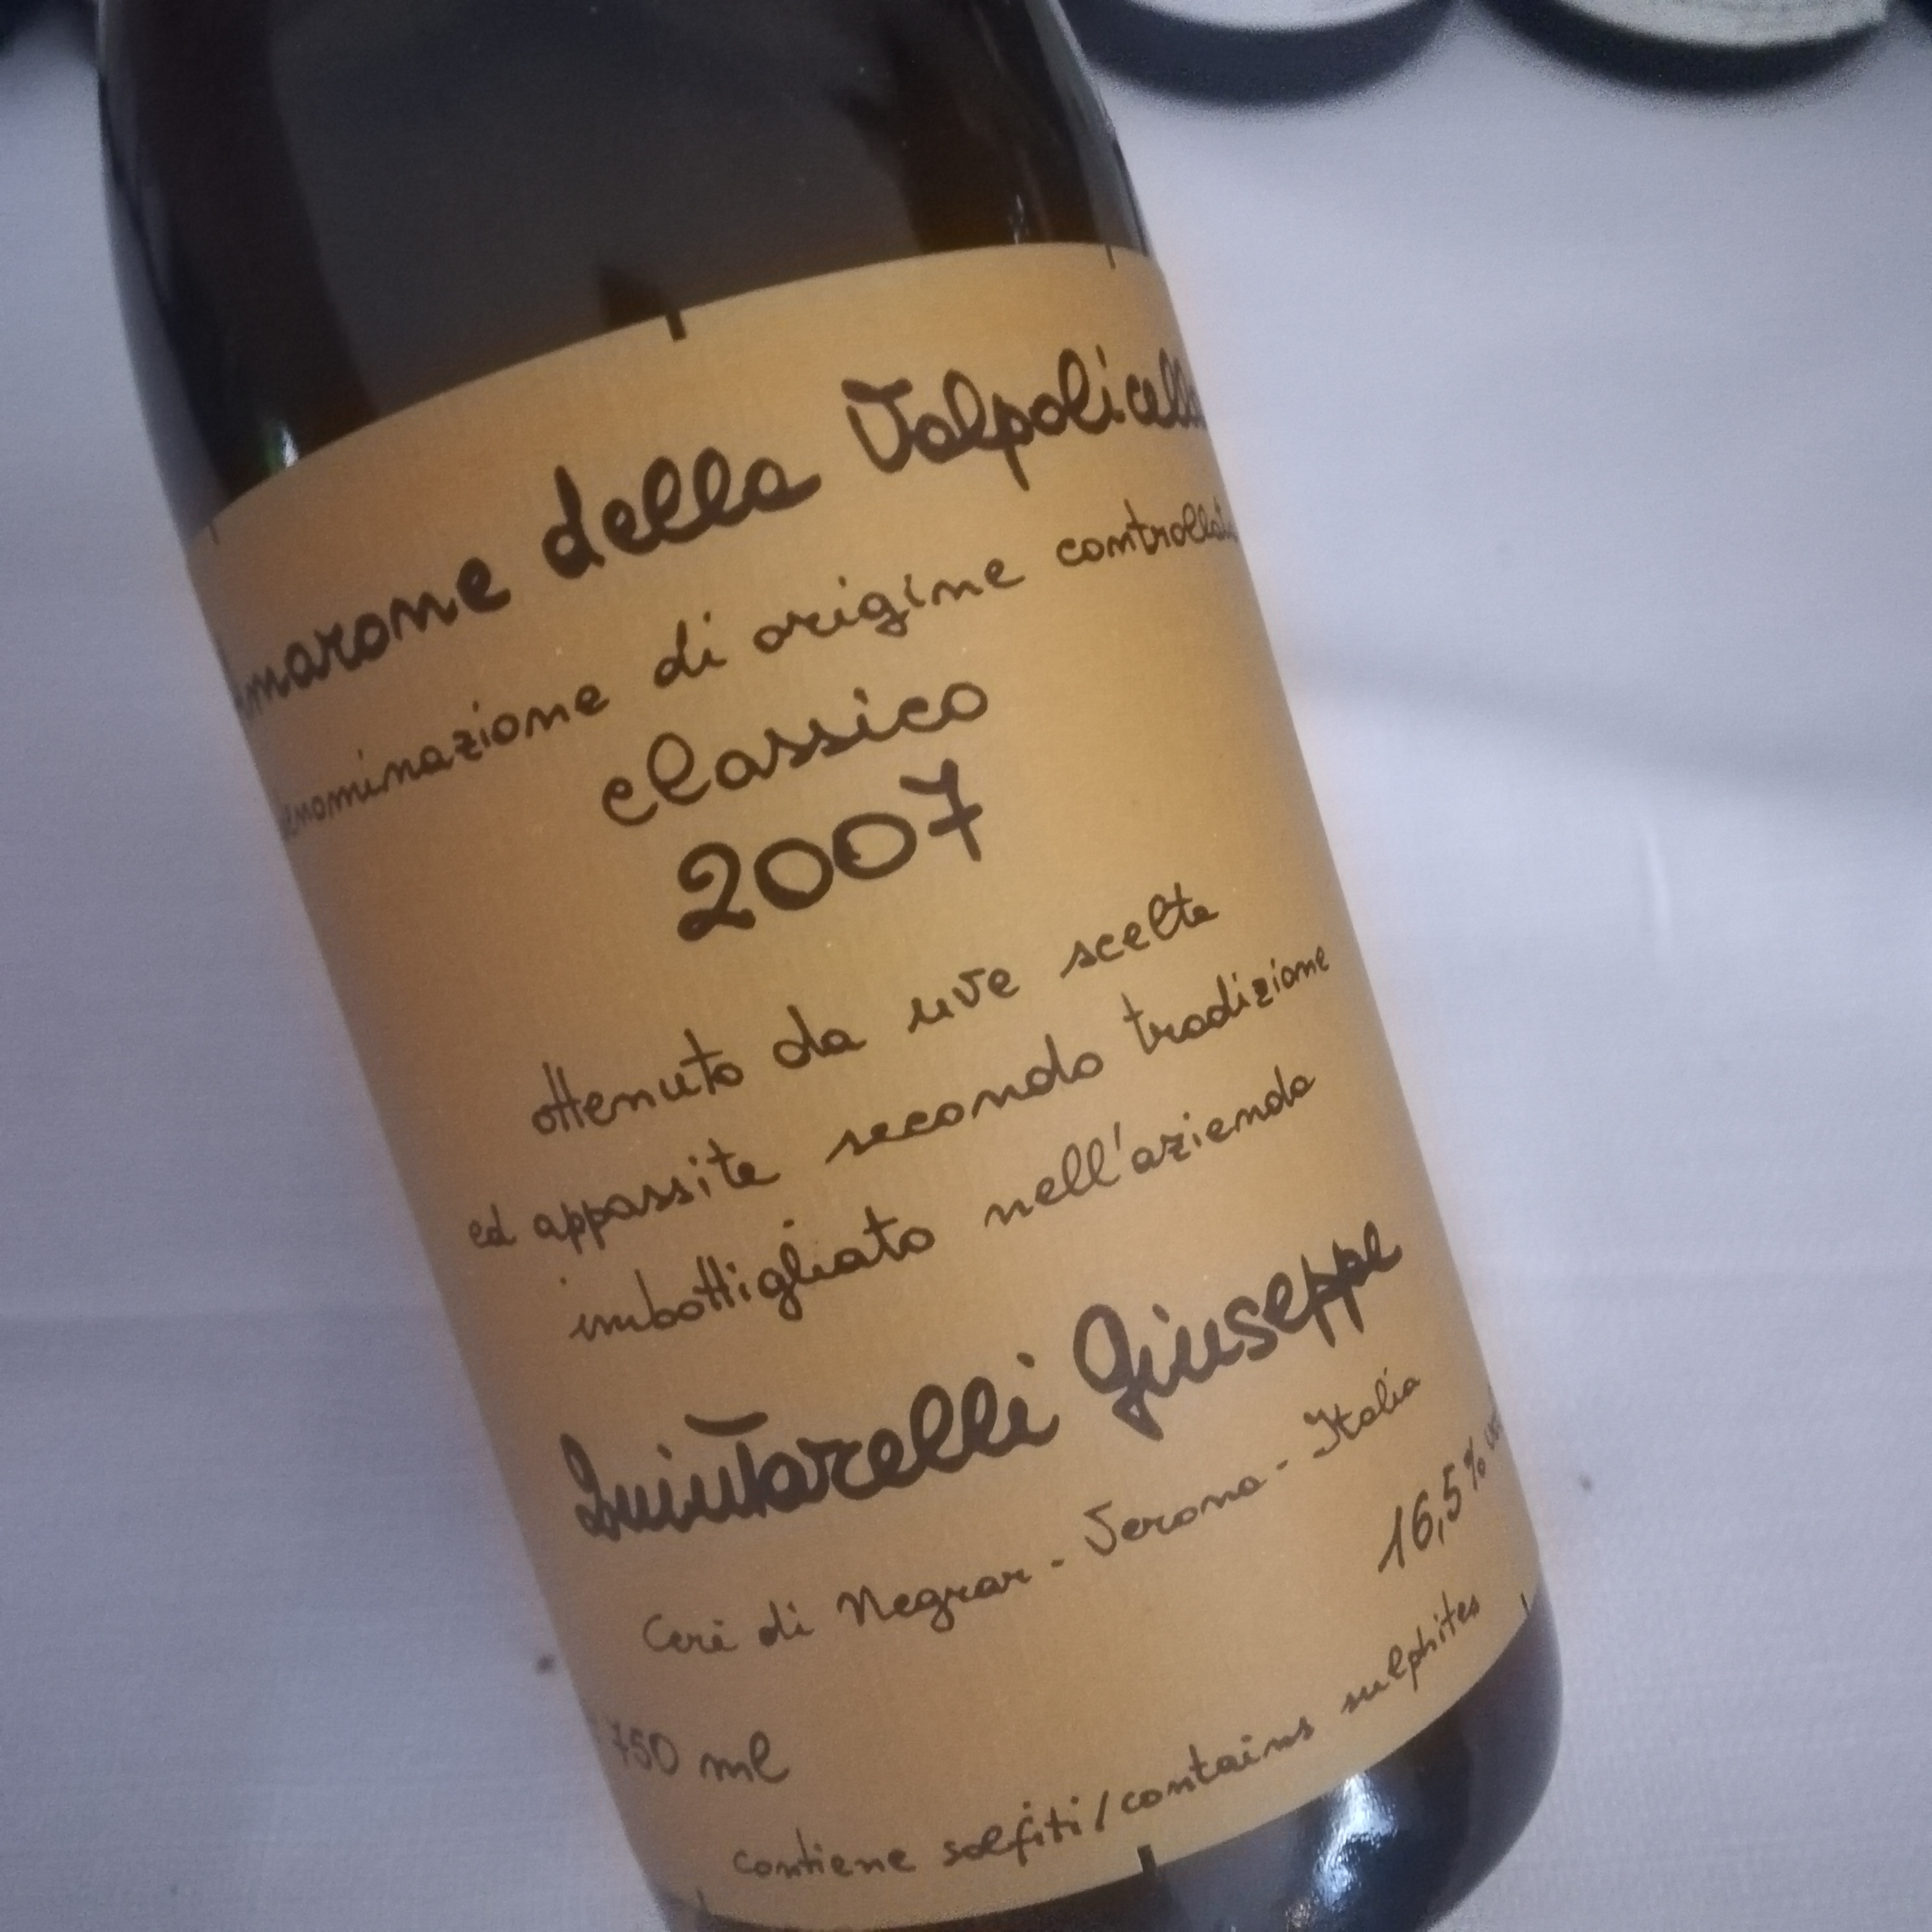 Amarone della Valpolicella
denominazione di origine controllata
classico
2007
ottenuto da uve scelte
ed appassite secondo tradizione
imbottigliato nell'azienda
Quintarelli Giuseppe
Cerè di Negrar - Verona - Italia
16,5% vol
750 ml
contiene solfiti/contains sulphites